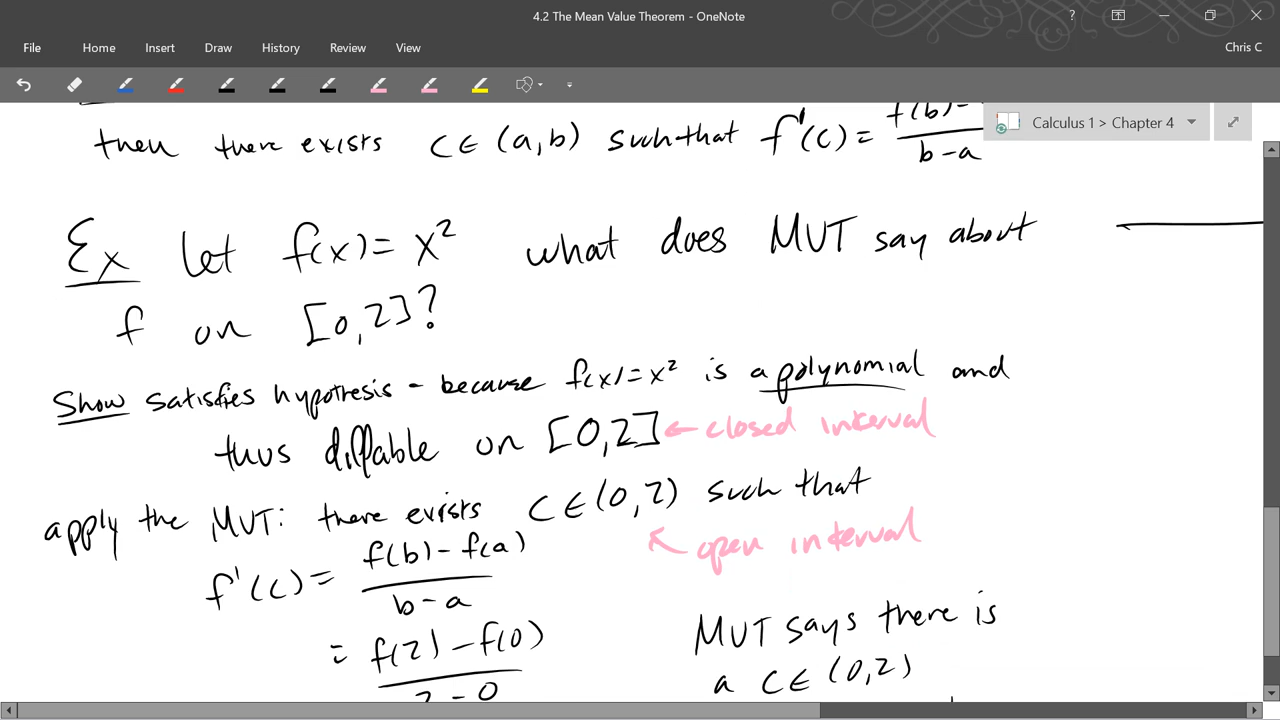 4.2 The Mean Value Theorem - OneNote
?
File Home Insert Draw History Review View
Chris C
Calculus 1 > Chapter 4
then there exists c∈(a,b) such that f'(c) = f(b)-
b-a
Ex let f(x)= x² what does MVT say about
f on [0,2]?
Show satisfies hypothesis - because f(x)=x² is a polynomial and
thus diffable on [0,2] ← closed interval
apply the MVT: there exists c∈(0,2) such that
↖ open interval
f'(c) = f(b)-f(a)
b-a
= f(2)-f(0)
2-0
MVT says there is
a c∈(0,2)